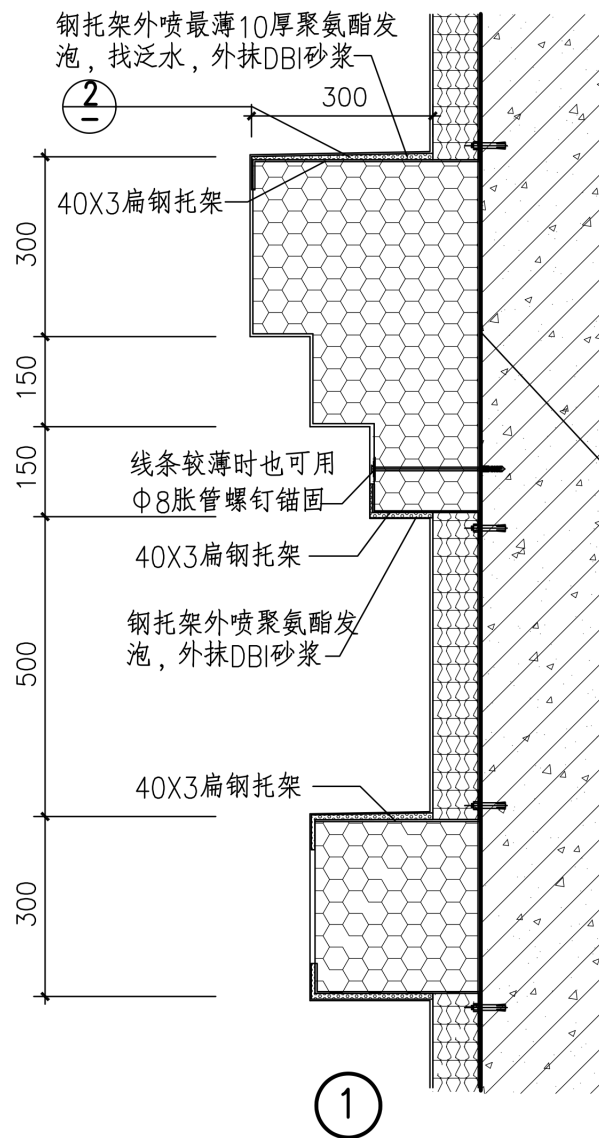 钢托架外喷最薄10厚聚氨酯发
泡，找泛水，外抹DBI砂浆
2
–
300
40X3扁钢托架
300
150
150
线条较薄时也可用
Φ8胀管螺钉锚固
40X3扁钢托架
钢托架外喷聚氨酯发
泡，外抹DBI砂浆
500
40X3扁钢托架
300
1